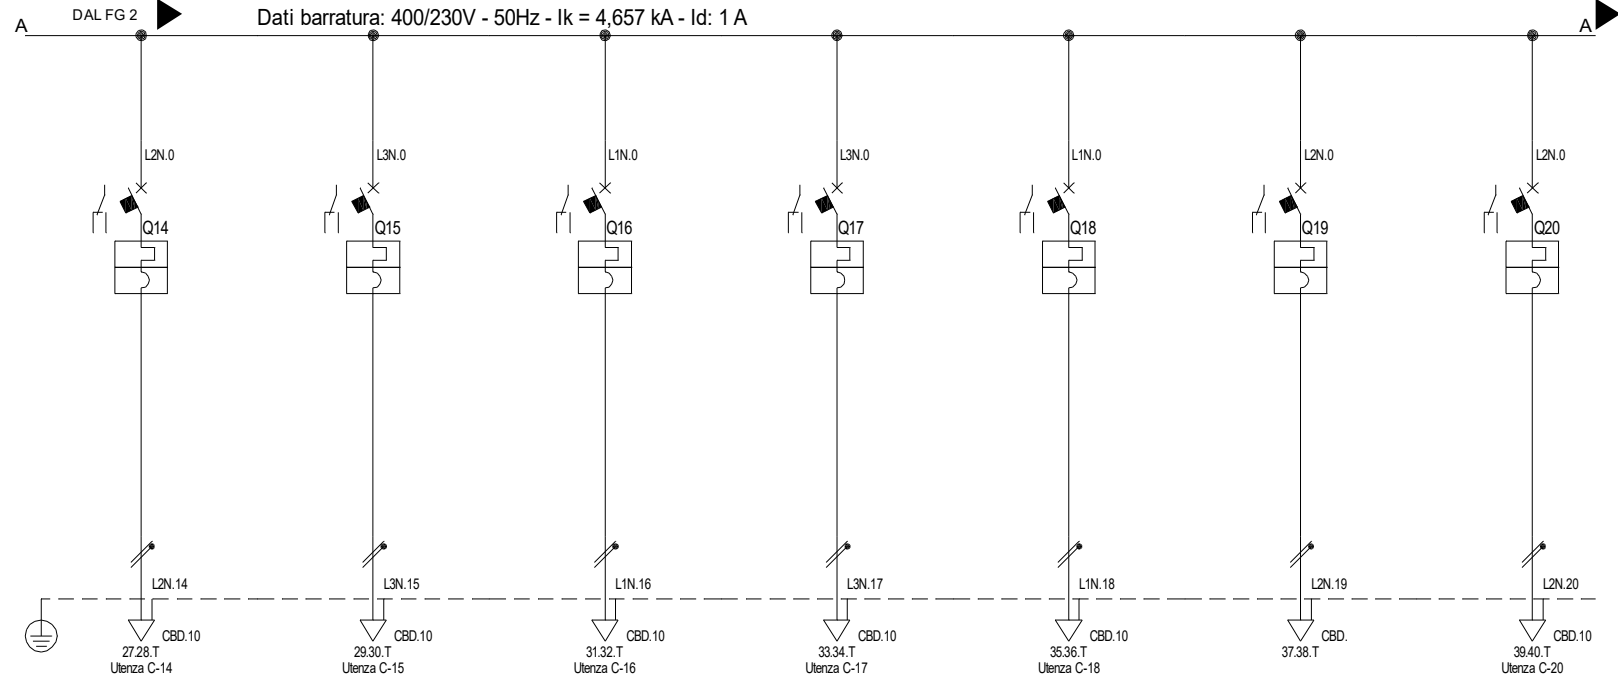 DAL FG 2 Dati barratura: 400/230V - 50Hz - Ik = 4,657 kA - Id: 1 A
A A
L2N.0 L3N.0 L1N.0 L3N.0 L1N.0 L2N.0 L2N.0
Q14 Q15 Q16 Q17 Q18 Q19 Q20
L2N.14 L3N.15 L1N.16 L3N.17 L1N.18 L2N.19 L2N.20
CBD.10 CBD.10 CBD.10 CBD.10 CBD.10 CBD. CBD.10
27.28.T 29.30.T 31.32.T 33.34.T 35.36.T 37.38.T 39.40.T
Utenza C-14 Utenza C-15 Utenza C-16 Utenza C-17 Utenza C-18 Utenza C-20